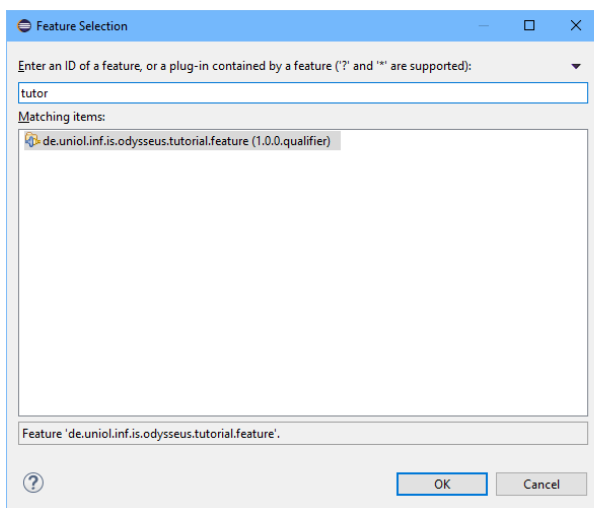 Feature Selection
Enter an ID of a feature, or a plug-in contained by a feature ('?' and '*' are supported):
tutor
Matching items:
de.uniol.inf.is.odysseus.tutorial.feature (1.0.0.qualifier)
Feature 'de.uniol.inf.is.odysseus.tutorial.feature'.
?
OK Cancel